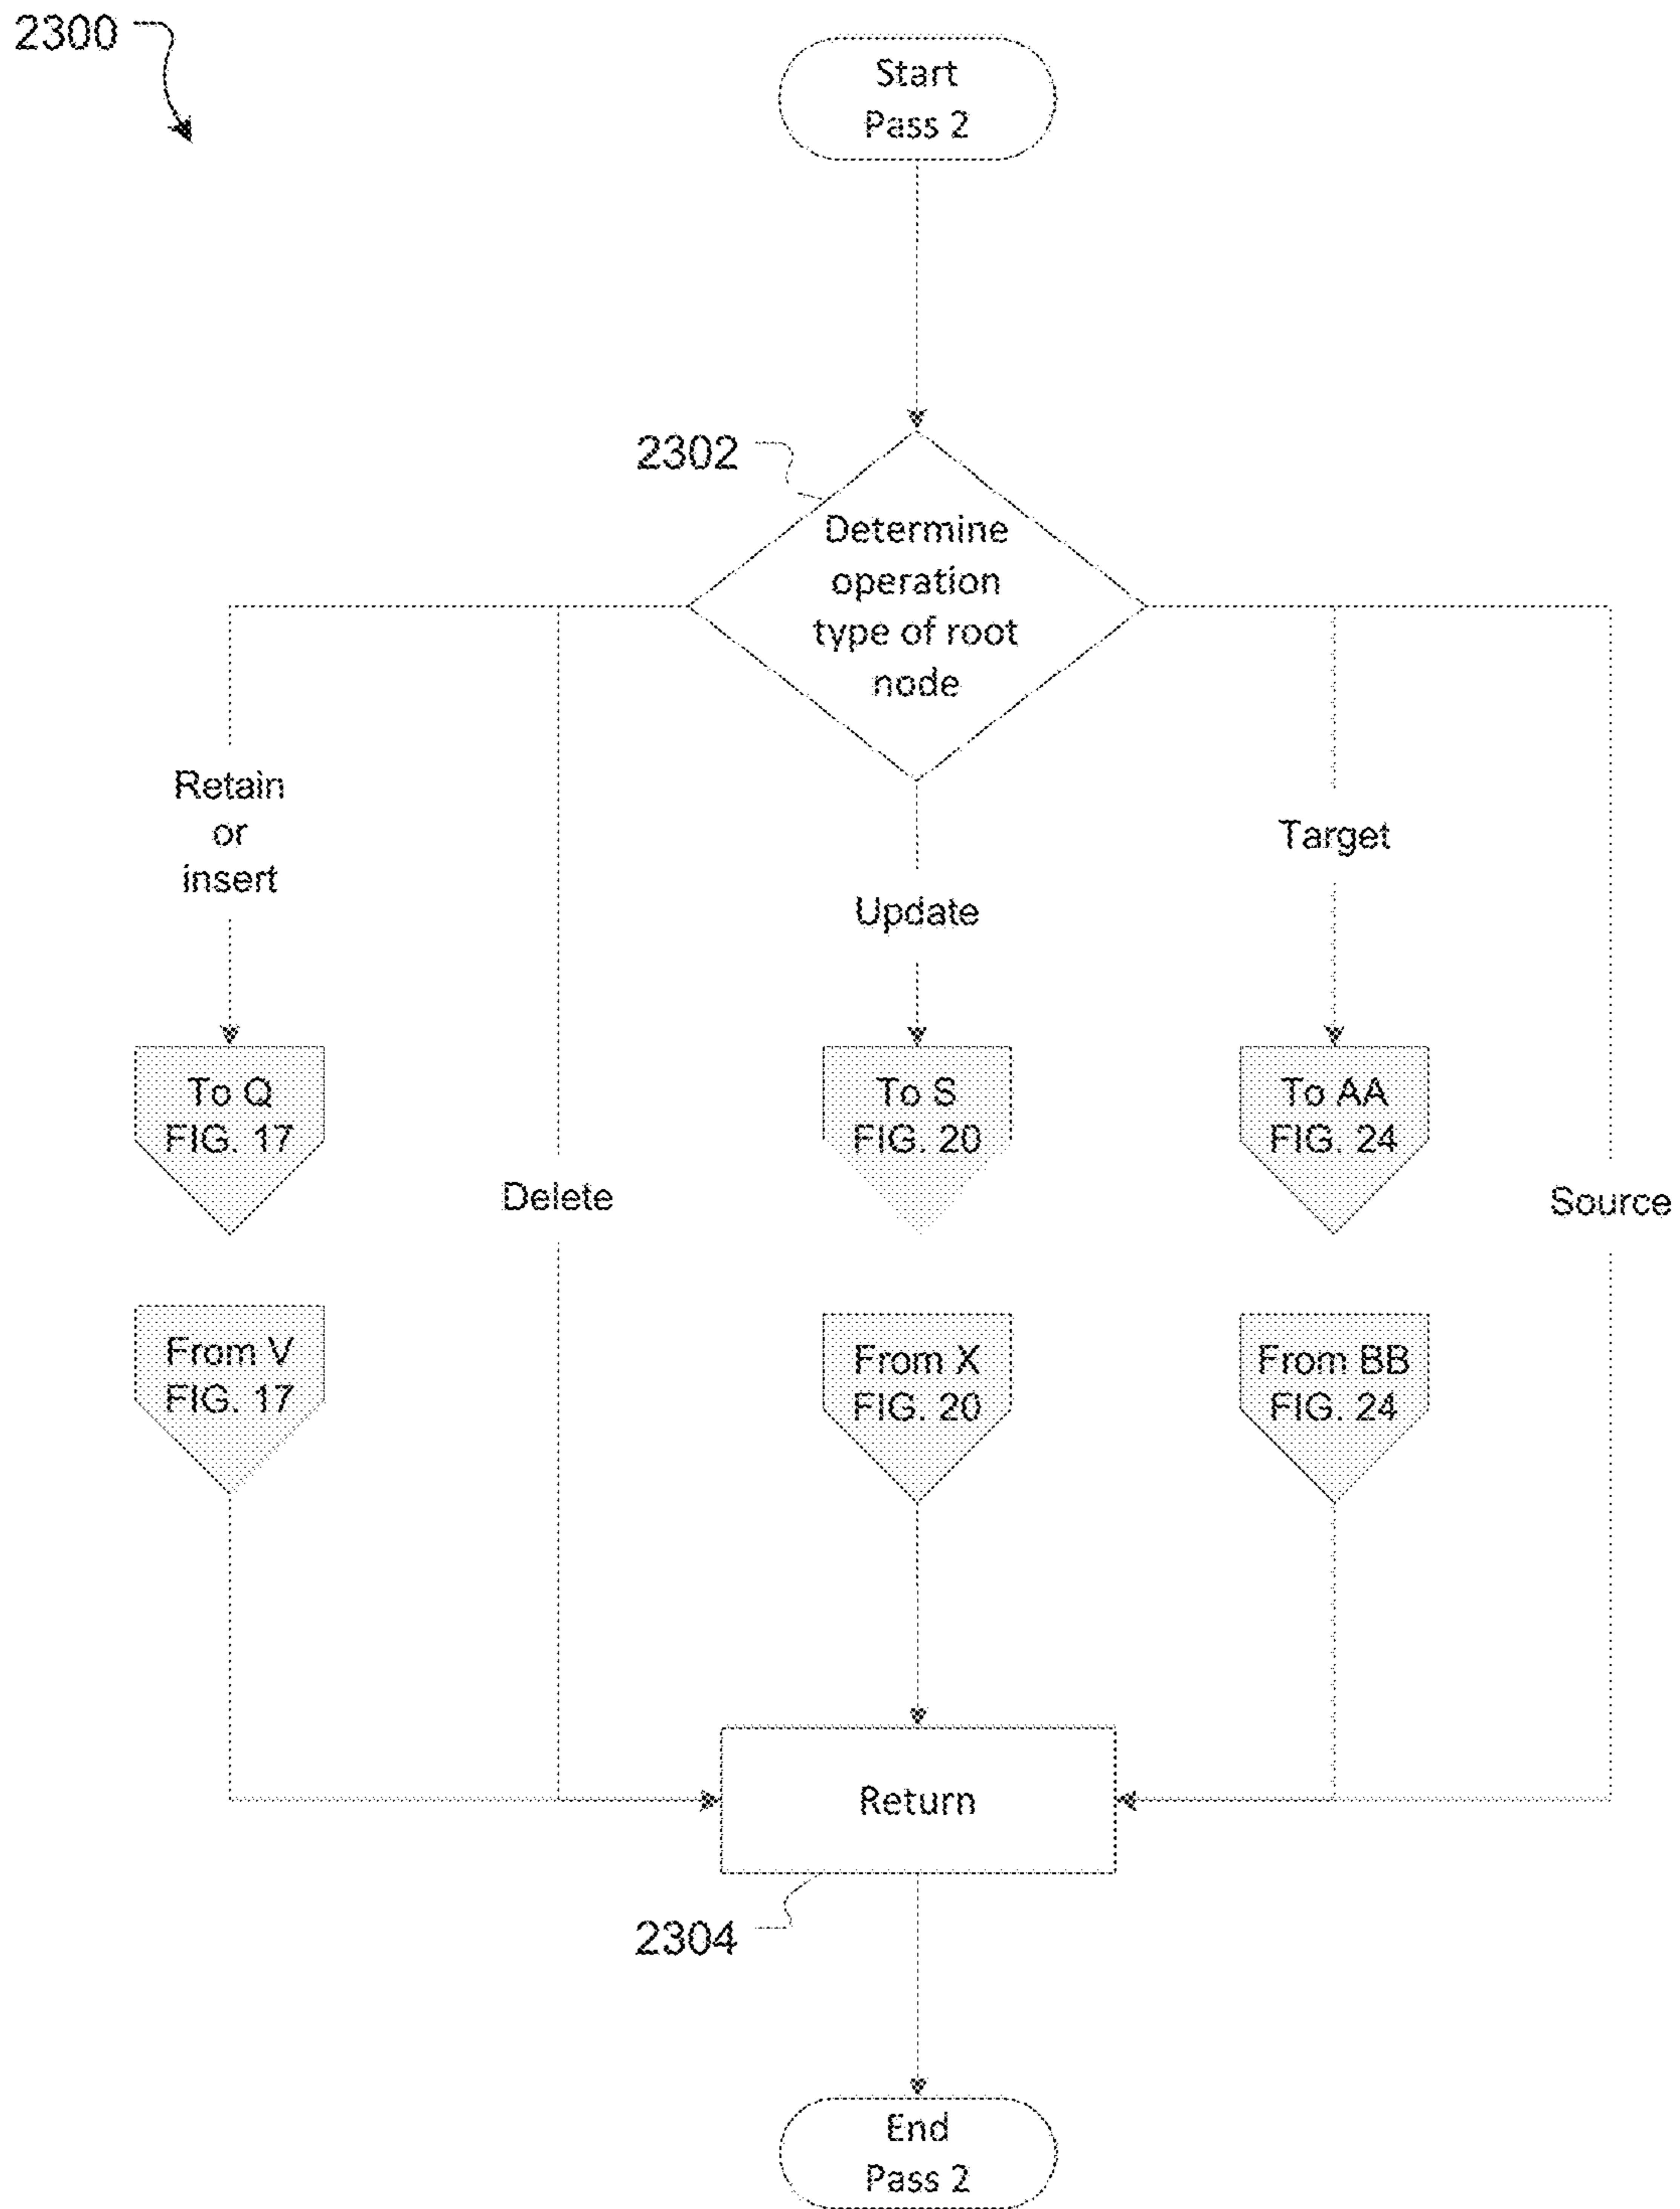 2300
Start
Pass 2
2302
Determine
operation
type of root
node
Retain
or
insert
Delete
Update
Target
Source
To Q
FIG. 17
To S
FIG. 20
To AA
FIG. 24
From V
FIG. 17
From X
FIG. 20
From BB
FIG. 24
Return
2304
End
Pass 2